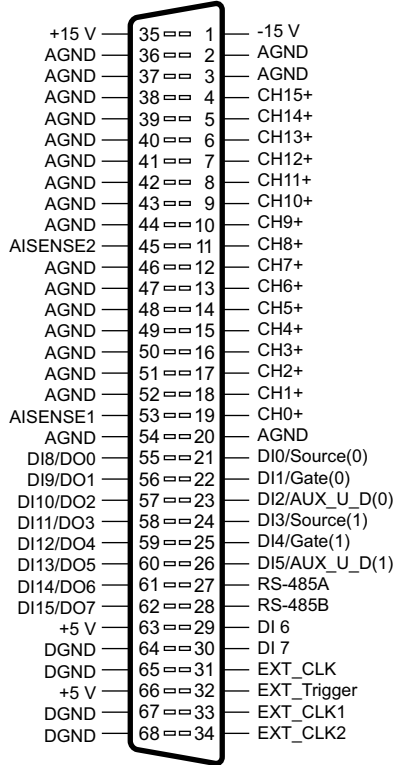 +15 V 35 1 -15 V
AGND 36 2 AGND
AGND 37 3 AGND
AGND 38 4 CH15+
AGND 39 5 CH14+
AGND 40 6 CH13+
AGND 41 7 CH12+
AGND 42 8 CH11+
AGND 43 9 CH10+
AGND 44 10 CH9+
AISENSE2 45 11 CH8+
AGND 46 12 CH7+
AGND 47 13 CH6+
AGND 48 14 CH5+
AGND 49 15 CH4+
AGND 50 16 CH3+
AGND 51 17 CH2+
AGND 52 18 CH1+
AISENSE1 53 19 CH0+
AGND 54 20 AGND
DI8/DO0 55 21 DI0/Source(0)
DI9/DO1 56 22 DI1/Gate(0)
DI10/DO2 57 23 DI2/AUX_U_D(0)
DI11/DO3 58 24 DI3/Source(1)
DI12/DO4 59 25 DI4/Gate(1)
DI13/DO5 60 26 DI5/AUX_U_D(1)
DI14/DO6 61 27 RS-485A
DI15/DO7 62 28 RS-485B
+5 V 63 29 DI 6
DGND 64 30 DI 7
DGND 65 31 EXT_CLK
+5 V 66 32 EXT_Trigger
DGND 67 33 EXT_CLK1
DGND 68 34 EXT_CLK2